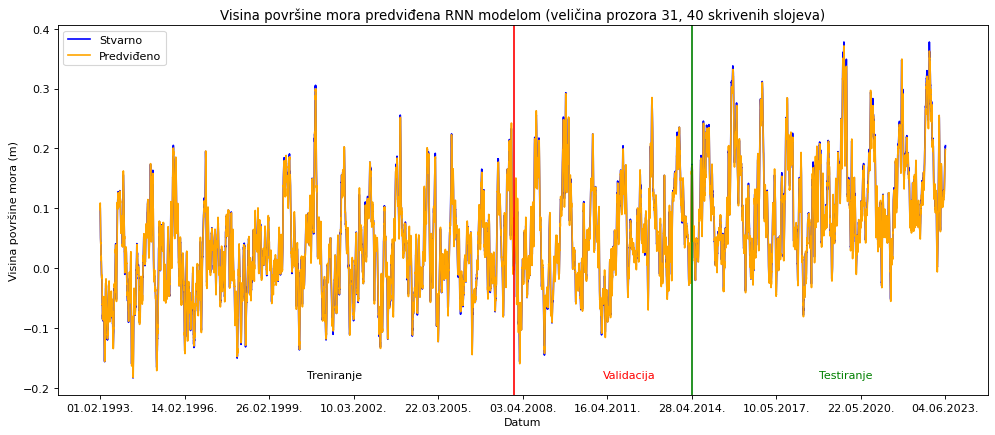 Visina površine mora predviđena RNN modelom (veličina prozora 31, 40 skrivenih slojeva)
Stvarno
Predviđeno
Visina površine mora (m)
0.4
0.3
0.2
0.1
0.0
−0.1
−0.2
Treniranje
Validacija
Testiranje
01.02.1993. 14.02.1996. 26.02.1999. 10.03.2002. 22.03.2005. 03.04.2008. 16.04.2011. 28.04.2014. 10.05.2017. 22.05.2020. 04.06.2023.
Datum